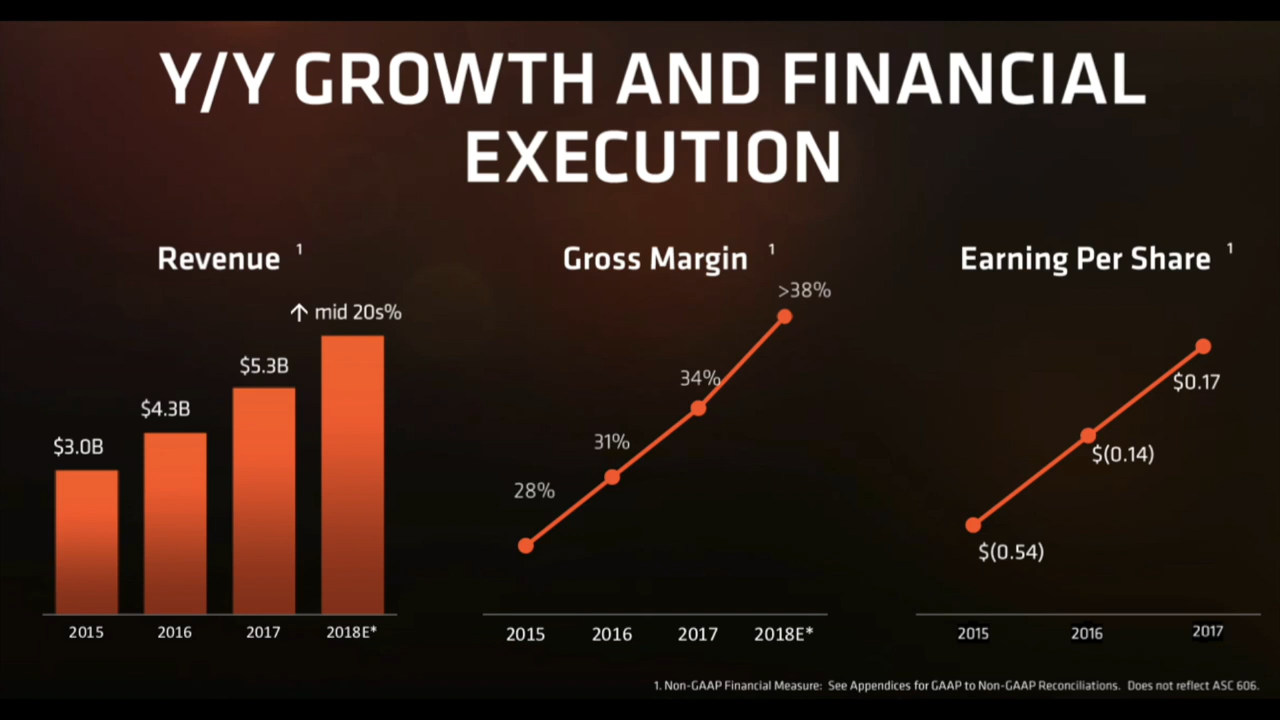 Y/Y GROWTH AND FINANCIAL
EXECUTION
Revenue 1
↑ mid 20s%
$5.3B
$4.3B
$3.0B
2015 2016 2017 2018E*
Gross Margin 1
>38%
34%
31%
28%
2015 2016 2017 2018E*
Earning Per Share 1
$0.17
$(0.14)
$(0.54)
2015 2016 2017
1. Non-GAAP Financial Measure: See Appendices for GAAP to Non-GAAP Reconciliations. Does not reflect ASC 606.